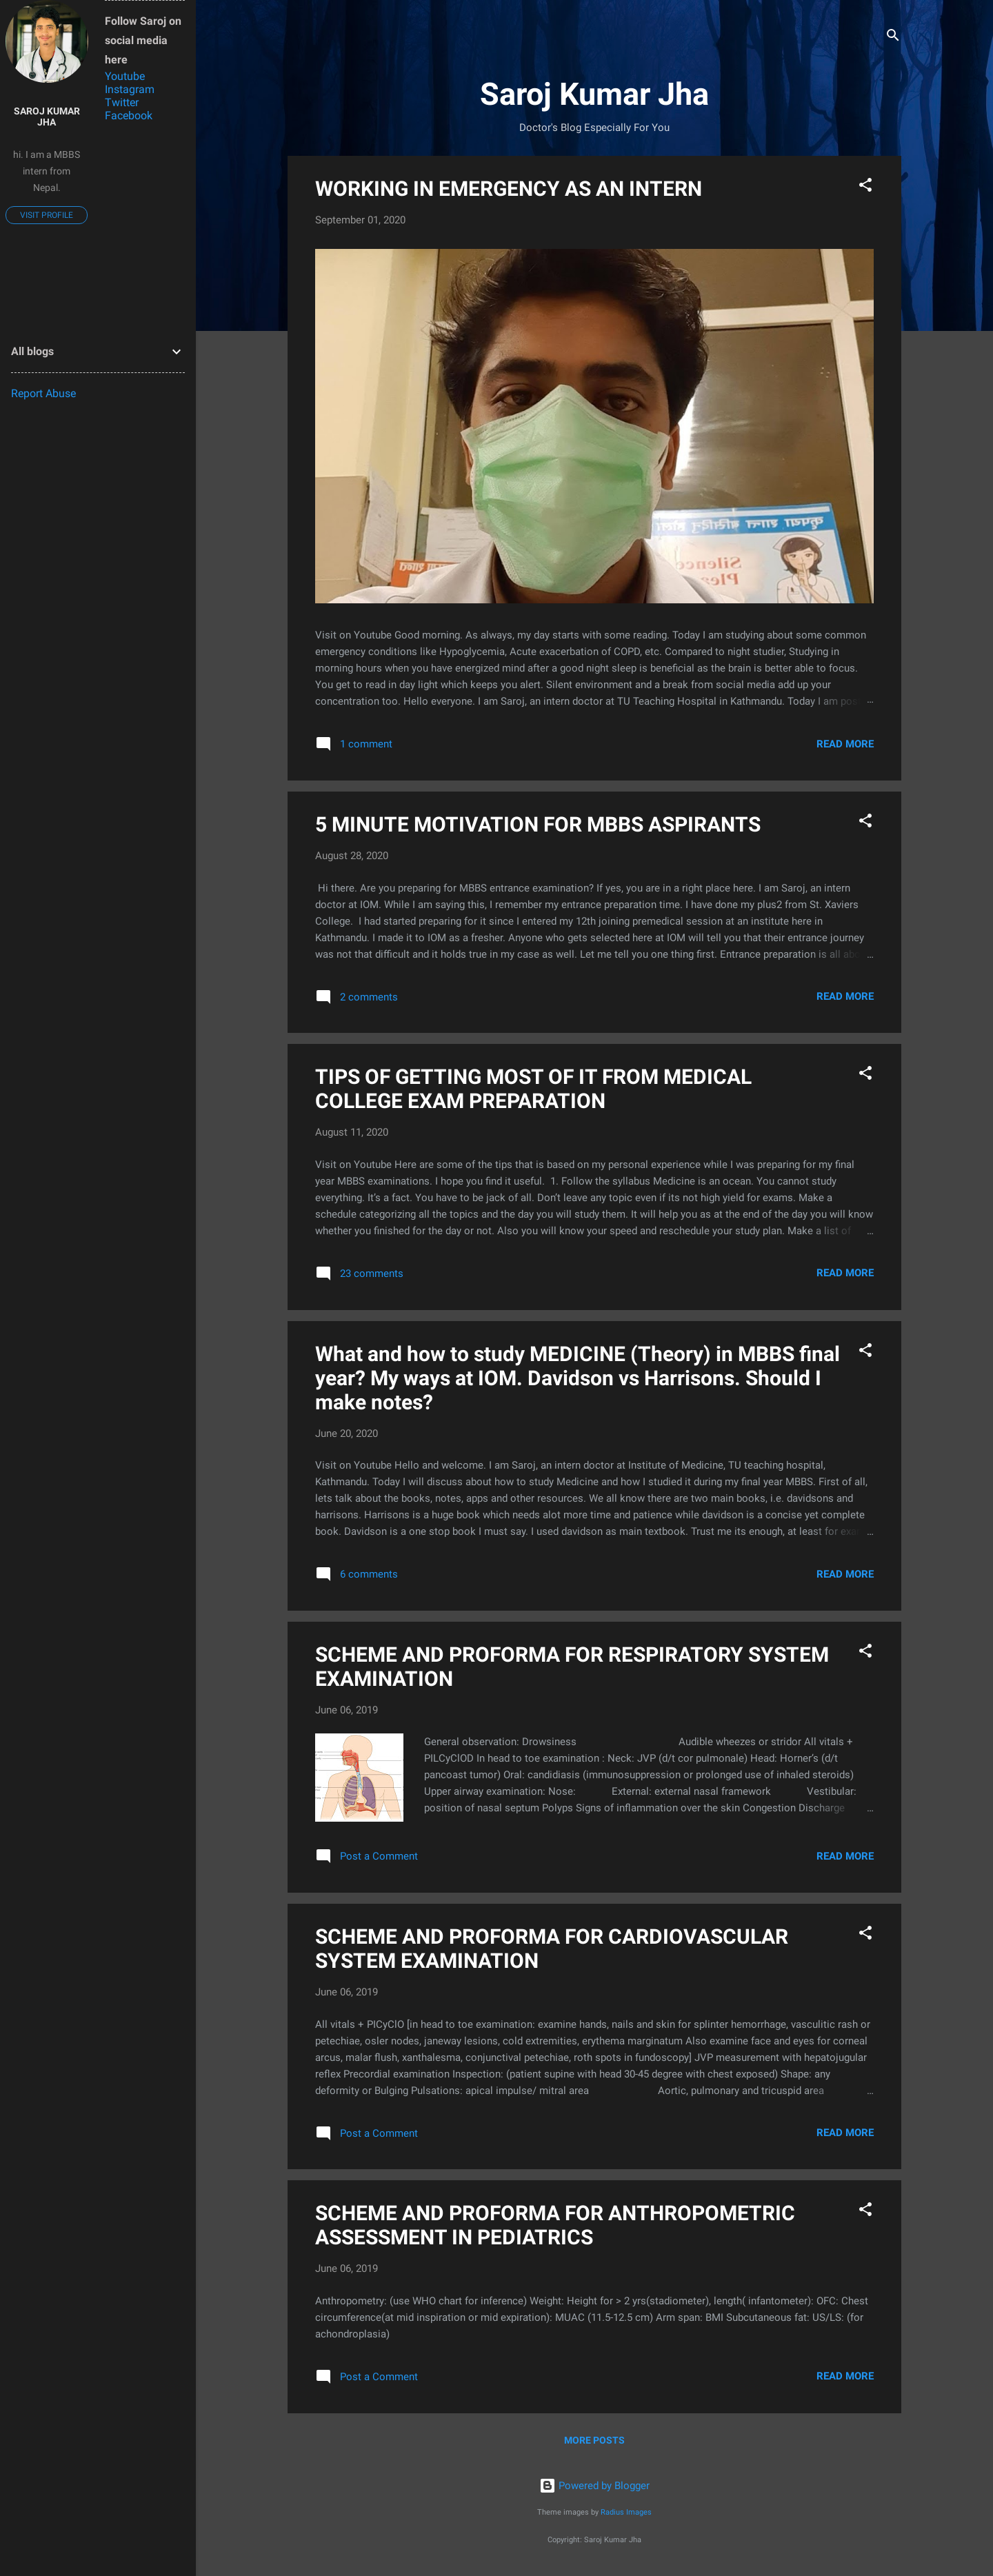 SAROJ KUMAR
JHA
hi. I am a MBBS
intern from
Nepal.
VISIT PROFILE
Follow Saroj on
social media
here
Youtube
Instagram
Twitter
Facebook
All blogs
Report Abuse
Saroj Kumar Jha
Doctor's Blog Especially For You
WORKING IN EMERGENCY AS AN INTERN
September 01, 2020
Visit on Youtube Good morning. As always, my day starts with some reading. Today I am studying about some common
emergency conditions like Hypoglycemia, Acute exacerbation of COPD, etc. Compared to night studier, Studying in
morning hours when you have energized mind after a good night sleep is beneficial as the brain is better able to focus.
You get to read in day light which keeps you alert. Silent environment and a break from social media add up your
concentration too. Hello everyone. I am Saroj, an intern doctor at TU Teaching Hospital in Kathmandu. Today I am …
1 comment
READ MORE
5 MINUTE MOTIVATION FOR MBBS ASPIRANTS
August 28, 2020
Hi there. Are you preparing for MBBS entrance examination? If yes, you are in a right place here. I am Saroj, an intern
doctor at IOM. While I am saying this, I remember my entrance preparation time. I have done my plus2 from St. Xaviers
College. I had started preparing for it since I entered my 12th joining premedical session at an institute here in
Kathmandu. I made it to IOM as a fresher. Anyone who gets selected here at IOM will tell you that their entrance journey
was not that difficult and it holds true in my case as well. Let me tell you one thing first. Entrance preparation is all …
2 comments
READ MORE
TIPS OF GETTING MOST OF IT FROM MEDICAL
COLLEGE EXAM PREPARATION
August 11, 2020
Visit on Youtube Here are some of the tips that is based on my personal experience while I was preparing for my final
year MBBS examinations. I hope you find it useful. 1. Follow the syllabus Medicine is an ocean. You cannot study
everything. It's a fact. You have to be jack of all. Don't leave any topic even if its not high yield for exams. Make a
schedule categorizing all the topics and the day you will study them. It will help you as at the end of the day you will know
whether you finished for the day or not. Also you will know your speed and reschedule your study plan. Make a list of …
23 comments
READ MORE
What and how to study MEDICINE (Theory) in MBBS final
year? My ways at IOM. Davidson vs Harrisons. Should I
make notes?
June 20, 2020
Visit on Youtube Hello and welcome. I am Saroj, an intern doctor at Institute of Medicine, TU teaching hospital,
Kathmandu. Today I will discuss about how to study Medicine and how I studied it during my final year MBBS. First of all,
lets talk about the books, notes, apps and other resources. We all know there are two main books, i.e. davidsons and
harrisons. Harrisons is a huge book which needs alot more time and patience while davidson is a concise yet complete
book. Davidson is a one stop book I must say. I used davidson as main textbook. Trust me its enough, at least for …
6 comments
READ MORE
SCHEME AND PROFORMA FOR RESPIRATORY SYSTEM
EXAMINATION
June 06, 2019
General observation: Drowsiness Audible wheezes or stridor All vitals +
PILCyClOD In head to toe examination : Neck: JVP (d/t cor pulmonale) Head: Horner's (d/t
pancoast tumor) Oral: candidiasis (immunosuppression or prolonged use of inhaled steroids)
Upper airway examination: Nose: External: external nasal framework Vestibular:
position of nasal septum Polyps Signs of inflammation over the skin Congestion Discharge …
Post a Comment
READ MORE
SCHEME AND PROFORMA FOR CARDIOVASCULAR
SYSTEM EXAMINATION
June 06, 2019
All vitals + PICyClO [in head to toe examination: examine hands, nails and skin for splinter hemorrhage, vasculitic rash or
petechiae, osler nodes, janeway lesions, cold extremities, erythema marginatum Also examine face and eyes for corneal
arcus, malar flush, xanthalesma, conjunctival petechiae, roth spots in fundoscopy] JVP measurement with hepatojugular
reflex Precordial examination Inspection: (patient supine with head 30-45 degree with chest exposed) Shape: any
deformity or Bulging Pulsations: apical impulse/ mitral area Aortic, pulmonary and tricuspid area …
Post a Comment
READ MORE
SCHEME AND PROFORMA FOR ANTHROPOMETRIC
ASSESSMENT IN PEDIATRICS
June 06, 2019
Anthropometry: (use WHO chart for inference) Weight: Height for > 2 yrs(stadiometer), length( infantometer): OFC: Chest
circumference(at mid inspiration or mid expiration): MUAC (11.5-12.5 cm) Arm span: BMI Subcutaneous fat: US/LS: (for
achondroplasia)
Post a Comment
READ MORE
MORE POSTS
Powered by Blogger
Theme images by Radius Images
Copyright: Saroj Kumar Jha